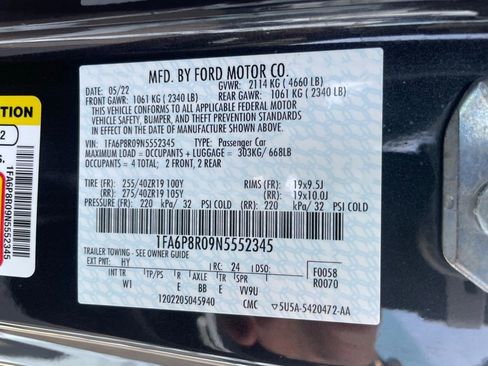 MFD. BY FORD MOTOR CO.
DATE: 05/22 GVWR: 2114 KG (4660 LB)
FRONT GAWR: 1061 KG (2340 LB) REAR GAWR: 1061 KG (2340 LB)
THIS VEHICLE CONFORMS TO ALL APPLICABLE FEDERAL MOTOR
VEHICLE SAFETY, BUMPER, AND THEFT PREVENTION STANDARDS
IN EFFECT ON THE DATE OF MANUFACTURE SHOWN ABOVE.
VIN: 1FA6P8R09N5552345 TYPE: Passenger Car
MAXIMUM LOAD = OCCUPANTS + LUGGAGE = 303KG/ 668LB
OCCUPANTS = 4 TOTAL: 2 FRONT, 2 REAR
TIRE (FR): 255/40ZR19 100Y RIMS (FR): 19x9.5J
(RR): 275/40ZR19 105Y (RR): 19x10.0J
PRESSURE (FR): 220 kPa/ 32 PSI COLD (RR): 220 kPa/ 32 PSI COLD
1FA6P8R09N5552345
TRAILER TOWING - SEE OWNER GUIDE
EXT PNT: HY RC: 24 DSO: F0058
INT TR TP/PS R AXLE TR SPR R0070
W1 E BB E VV9U
1202205045940 CMC 5U5A-5420472-AA
TION
2
1FA6P8R09N5552345